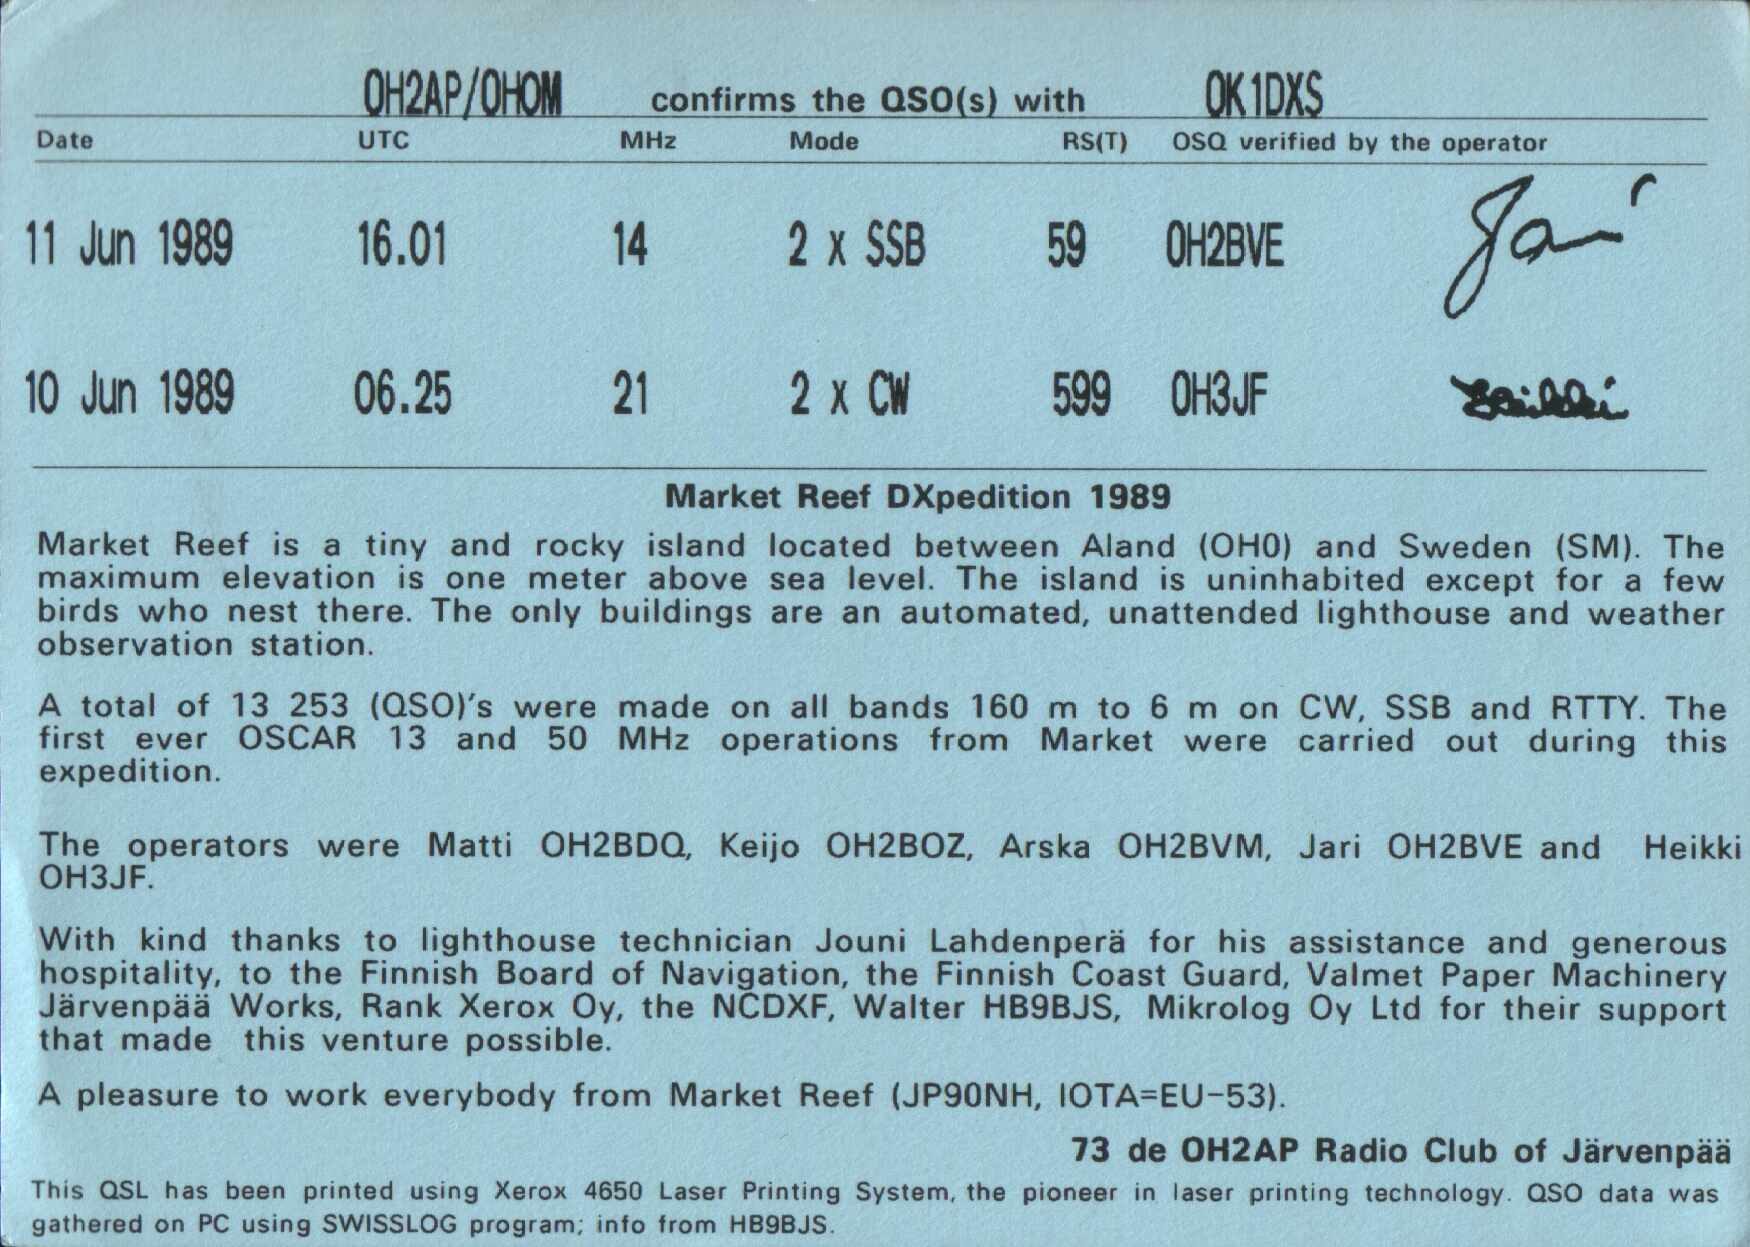 OH2AP/OHOM confirms the QSO(s) with OK1DXS
Date UTC MHz Mode RS(T) OSQ verified by the operator
11 Jun 1989 16.01 14 2 x SSB 59 OH2BVE Jari
10 Jun 1989 06.25 21 2 x CW 599 OH3JF Heikki
Market Reef DXpedition 1989
Market Reef is a tiny and rocky island located between Aland (OH0) and Sweden (SM). The
maximum elevation is one meter above sea level. The island is uninhabited except for a few
birds who nest there. The only buildings are an automated, unattended lighthouse and weather
observation station.
A total of 13 253 (QSO)'s were made on all bands 160 m to 6 m on CW, SSB and RTTY. The
first ever OSCAR 13 and 50 MHz operations from Market were carried out during this
expedition.
The operators were Matti OH2BDQ, Keijo OH2BOZ, Arska OH2BVM, Jari OH2BVE and Heikki
OH3JF.
With kind thanks to lighthouse technician Jouni Lahdenperä for his assistance and generous
hospitality, to the Finnish Board of Navigation, the Finnish Coast Guard, Valmet Paper Machinery
Järvenpää Works, Rank Xerox Oy, the NCDXF, Walter HB9BJS, Mikrolog Oy Ltd for their support
that made this venture possible.
A pleasure to work everybody from Market Reef (JP90NH, IOTA=EU-53).
73 de OH2AP Radio Club of Järvenpää
This QSL has been printed using Xerox 4650 Laser Printing System, the pioneer in laser printing technology. QSO data was
gathered on PC using SWISSLOG program; info from HB9BJS.